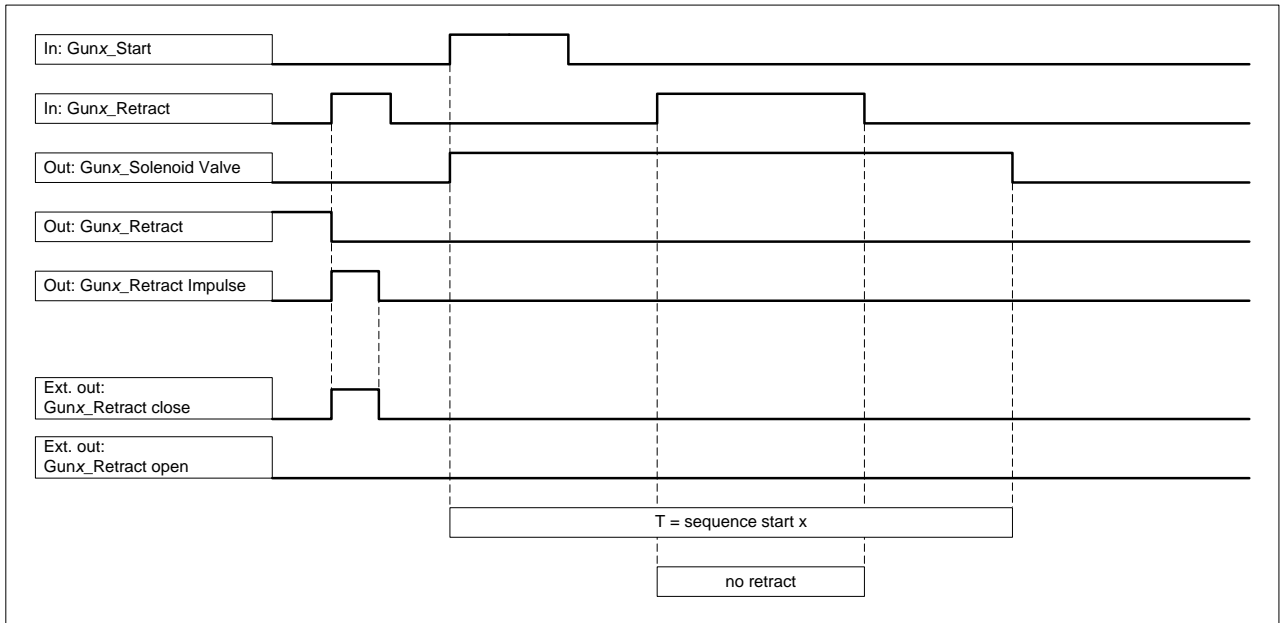 In: Gunx_Start
In: Gunx_Retract
Out: Gunx_Solenoid Valve
Out: Gunx_Retract
Out: Gunx_Retract Impulse
Ext. out:
Gunx_Retract close
Ext. out:
Gunx_Retract open
T = sequence start x
no retract